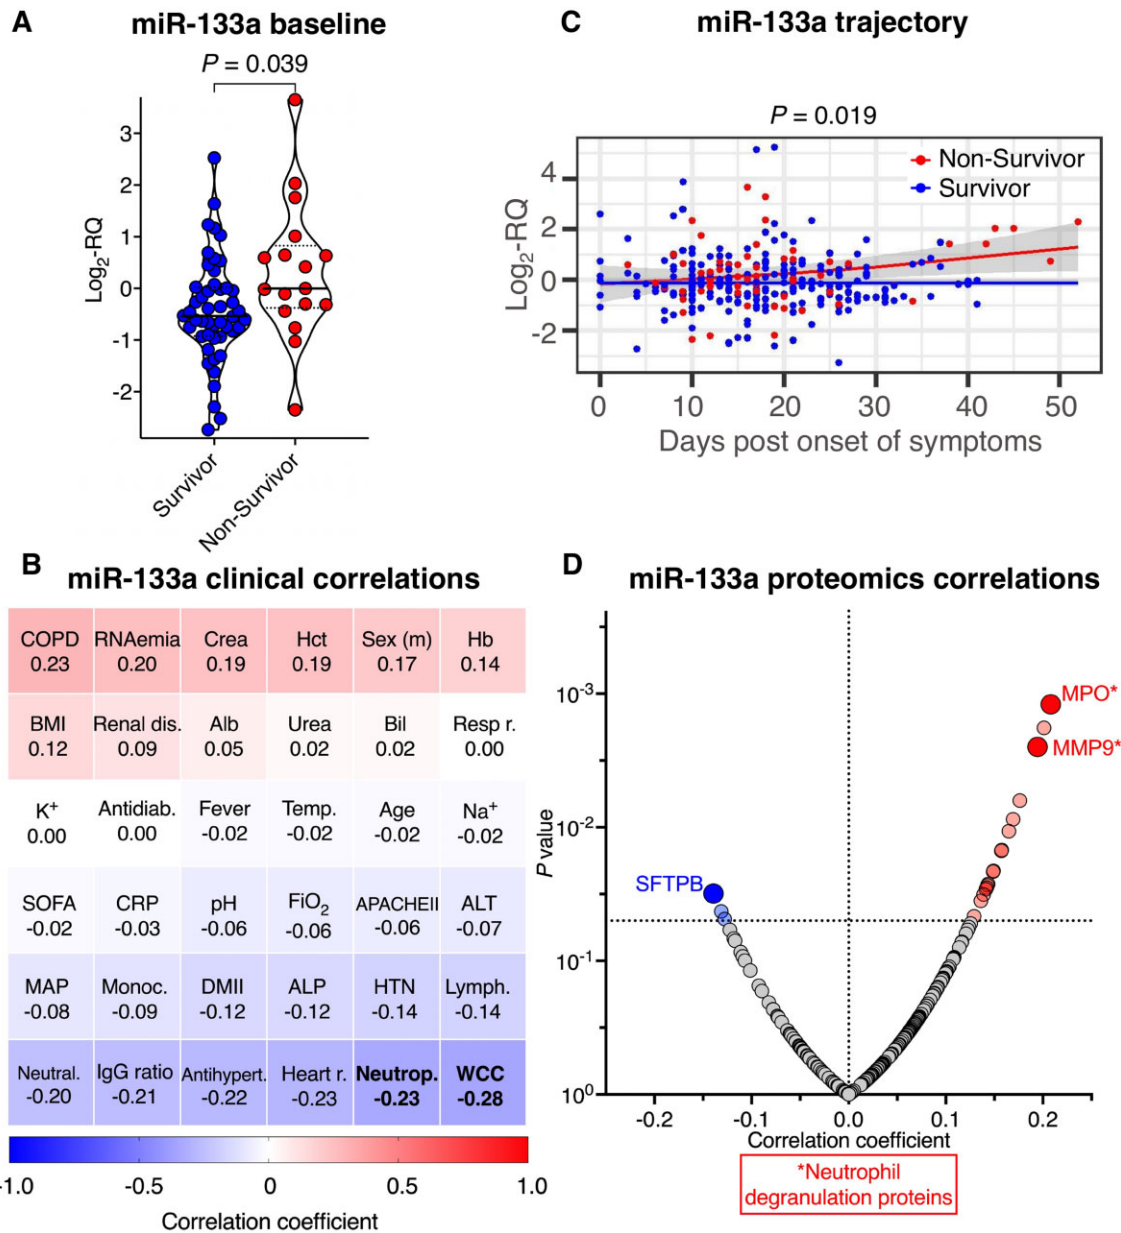 A
miR-133a baseline
P = 0.039
3
2
1
0
-1
-2
Log2-RQ
Survivor
Non-Survivor
C
miR-133a trajectory
P = 0.019
Non-Survivor
Survivor
4
2
0
-2
Log2-RQ
0 10 20 30 40 50
Days post onset of symptoms
B
miR-133a clinical correlations
COPD RNAemia Crea Hct Sex (m) Hb
0.23 0.20 0.19 0.19 0.17 0.14
BMI Renal dis. Alb Urea Bil Resp r.
0.12 0.09 0.05 0.02 0.02 0.00
K+ Antidiab. Fever Temp. Age Na+
0.00 0.00 -0.02 -0.02 -0.02 -0.02
SOFA CRP pH FiO2 APACHEII ALT
-0.02 -0.03 -0.06 -0.06 -0.06 -0.07
MAP Monoc. DMII ALP HTN Lymph.
-0.08 -0.09 -0.12 -0.12 -0.14 -0.14
Neutral. IgG ratio Antihypert. Heart r. Neutrop. WCC
-0.20 -0.21 -0.22 -0.23 -0.23 -0.28
-1.0 -0.5 0 0.5 1.0
Correlation coefficient
D
miR-133a proteomics correlations
MPO*
MMP9*
SFTPB
10-3
10-2
10-1
100
P value
-0.2 -0.1 0.0 0.1 0.2
Correlation coefficient
*Neutrophil
degranulation proteins